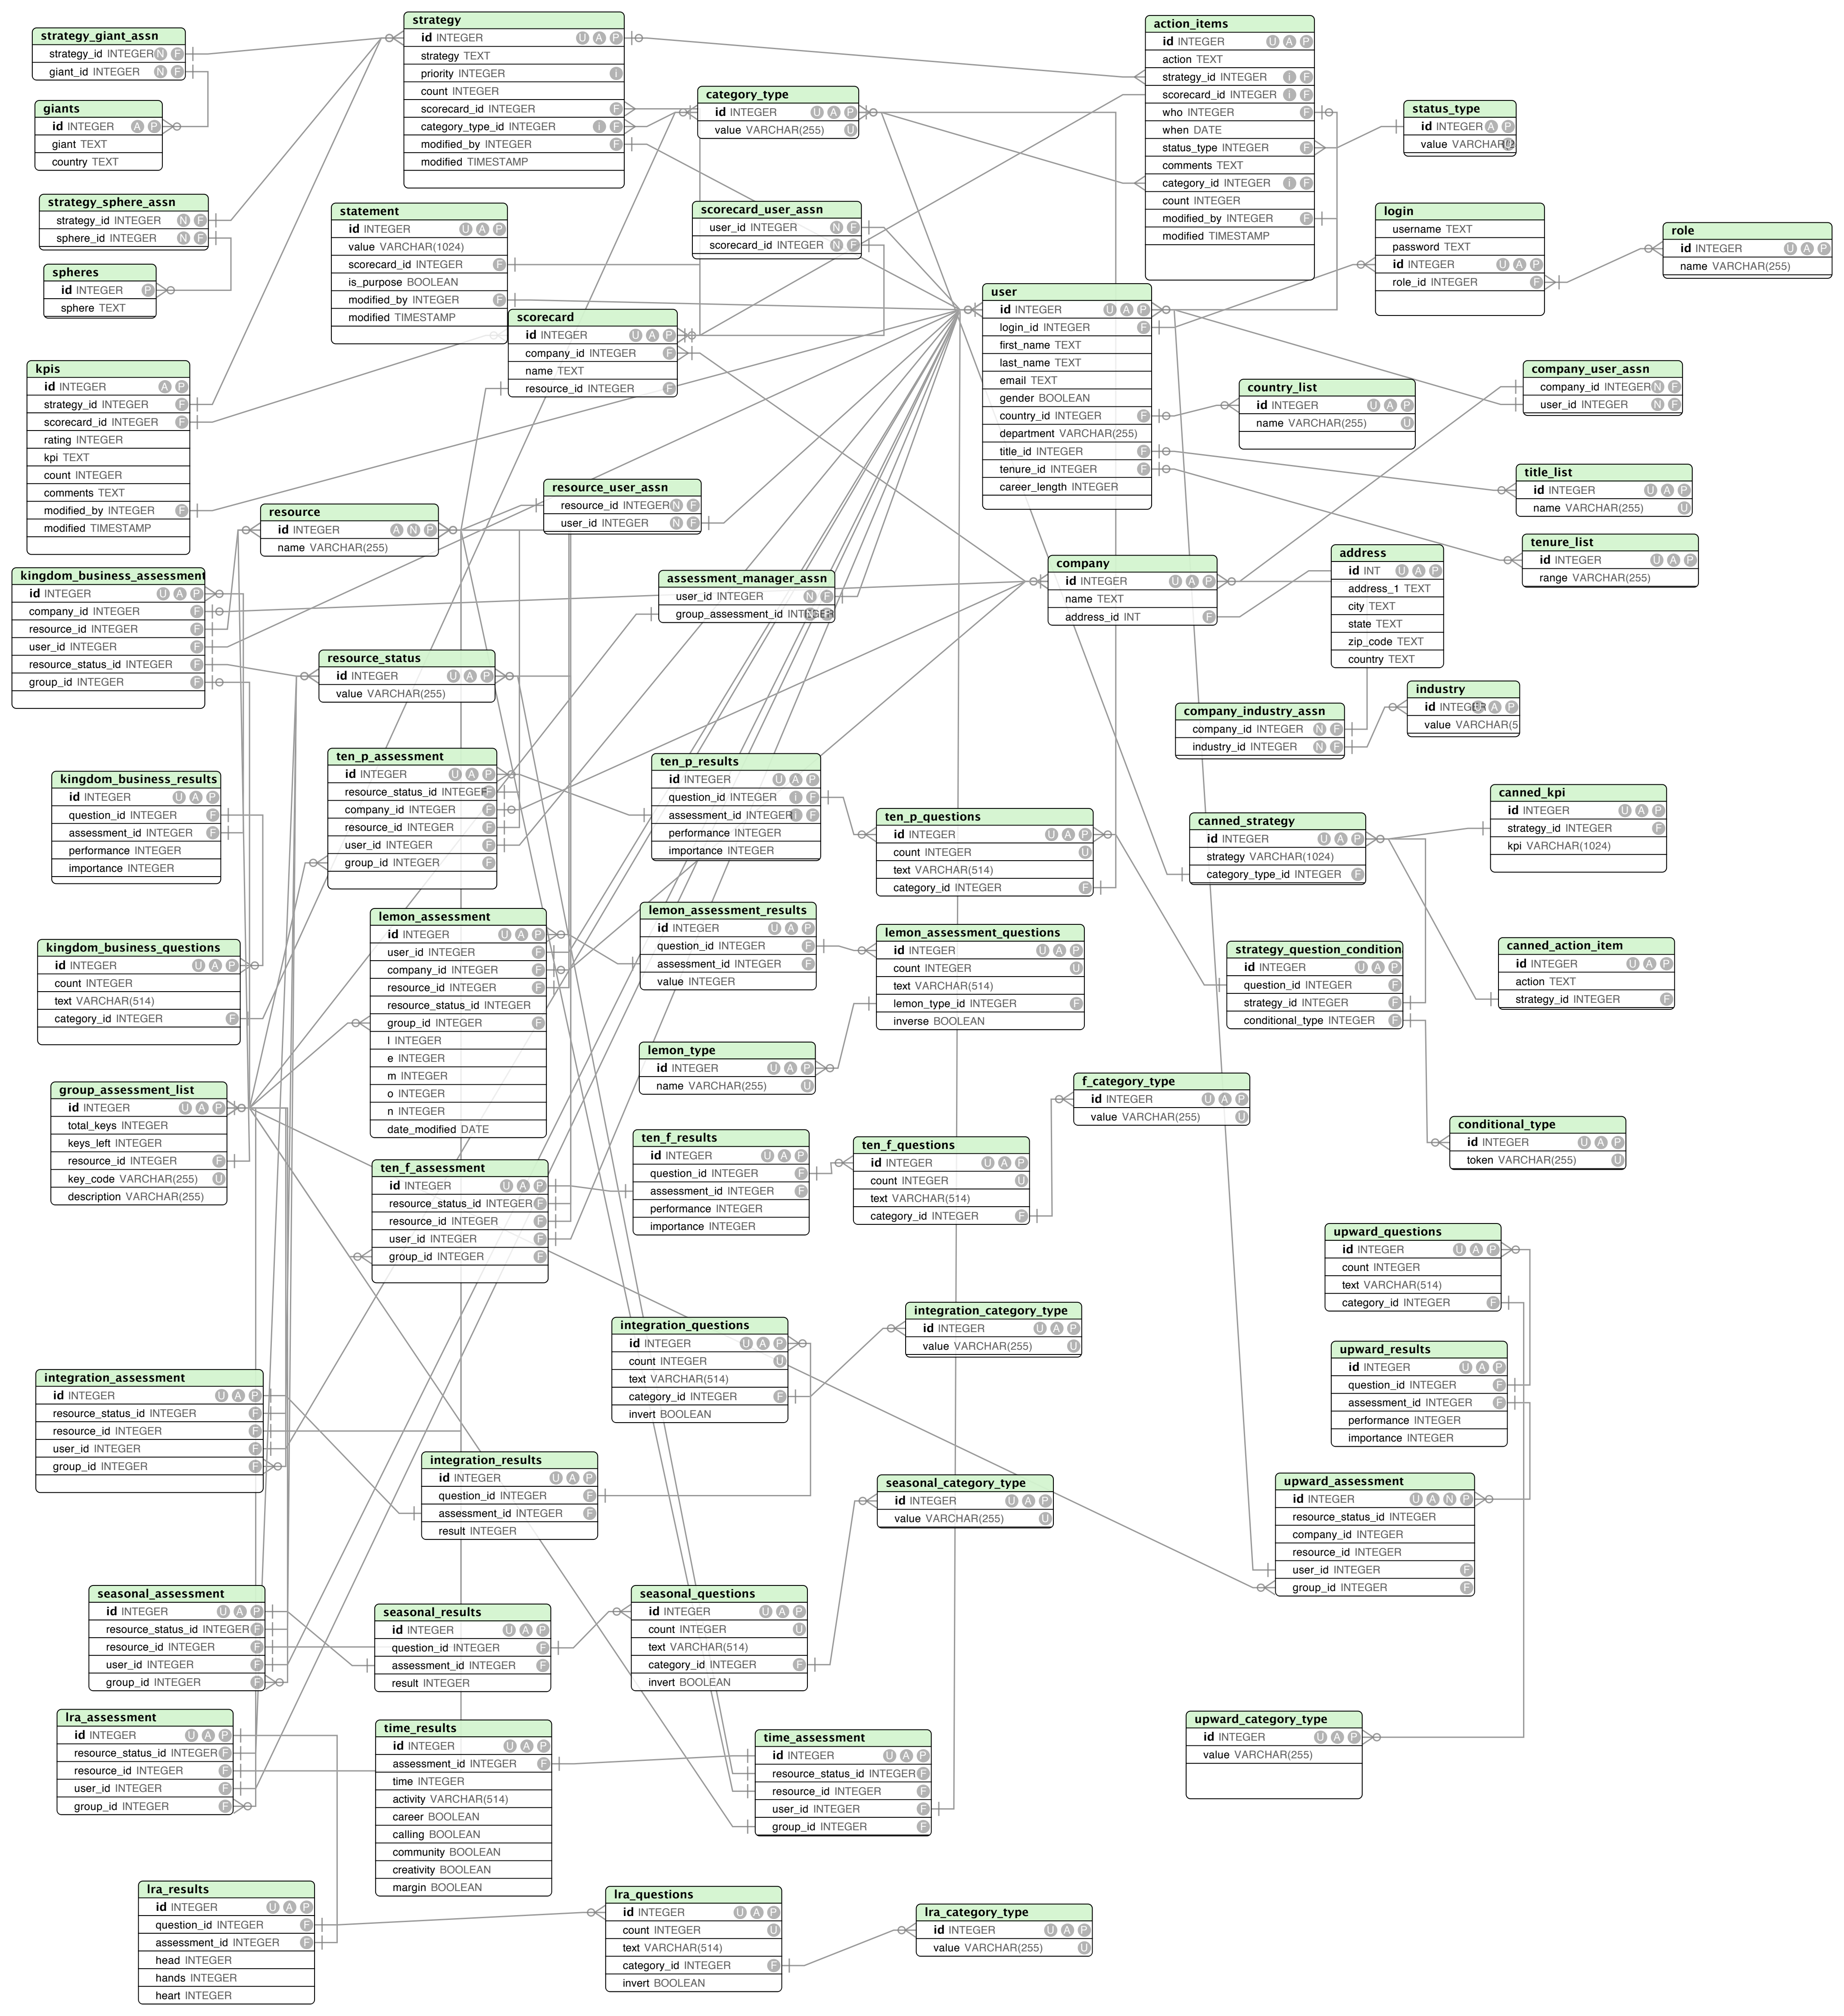 strategy_giant_assn
strategy_id INTEGER N F
giant_id INTEGER N F
giants
id INTEGER A P
giant TEXT
country TEXT
strategy_sphere_assn
strategy_id INTEGER N F
sphere_id INTEGER N F
spheres
id INTEGER P
sphere TEXT
kpis
id INTEGER A P
strategy_id INTEGER F
scorecard_id INTEGER F
rating INTEGER
kpi TEXT
count INTEGER
comments TEXT
modified_by INTEGER F
modified TIMESTAMP
strategy
id INTEGER U A P
strategy TEXT
priority INTEGER i
count INTEGER
scorecard_id INTEGER F
category_type_id INTEGER i F
modified_by INTEGER F
modified TIMESTAMP
category_type
id INTEGER U A P
value VARCHAR(255) U
statement
id INTEGER U A P
value VARCHAR(1024)
scorecard_id INTEGER F
is_purpose BOOLEAN
modified_by INTEGER F
modified TIMESTAMP
scorecard_user_assn
user_id INTEGER N F
scorecard_id INTEGER N F
scorecard
id INTEGER U A P
company_id INTEGER F
name TEXT
resource_id INTEGER F
action_items
id INTEGER U A P
action TEXT
strategy_id INTEGER i F
scorecard_id INTEGER i F
who INTEGER F
when DATE
status_type INTEGER F
comments TEXT
category_id INTEGER i F
count INTEGER
modified_by INTEGER F
modified TIMESTAMP
status_type
id INTEGER A P
value VARCHAR
login
username TEXT
password TEXT
id INTEGER U A P
role_id INTEGER F
role
id INTEGER U A P
name VARCHAR(255)
user
id INTEGER U A P
login_id INTEGER F
first_name TEXT
last_name TEXT
email TEXT
gender BOOLEAN
country_id INTEGER F
department VARCHAR(255)
title_id INTEGER F
tenure_id INTEGER F
career_length INTEGER
country_list
id INTEGER U A P
name VARCHAR(255) U
company_user_assn
company_id INTEGER N F
user_id INTEGER N F
title_list
id INTEGER U A P
name VARCHAR(255) U
tenure_list
id INTEGER U A P
range VARCHAR(255)
resource
id INTEGER A N P
name VARCHAR(255)
resource_user_assn
resource_id INTEGER N F
user_id INTEGER N F
kingdom_business_assessment
id INTEGER U A P
company_id INTEGER F
resource_id INTEGER F
user_id INTEGER F
resource_status_id INTEGER F
group_id INTEGER F
assessment_manager_assn
user_id INTEGER N F
group_assessment_id INTEGER
company
id INTEGER U A P
name TEXT
address_id INT F
address
id INT U A P
address_1 TEXT
city TEXT
state TEXT
zip_code TEXT
country TEXT
resource_status
id INTEGER U A P
value VARCHAR(255)
company_industry_assn
company_id INTEGER N F
industry_id INTEGER N F
industry
id INTEGER A P
value VARCHAR(5
kingdom_business_results
id INTEGER U A P
question_id INTEGER F
assessment_id INTEGER F
performance INTEGER
importance INTEGER
ten_p_assessment
id INTEGER U A P
resource_status_id INTEGER
company_id INTEGER F
resource_id INTEGER F
user_id INTEGER F
group_id INTEGER F
ten_p_results
id INTEGER U A P
question_id INTEGER i F
assessment_id INTEGER i F
performance INTEGER
importance INTEGER
ten_p_questions
id INTEGER U A P
count INTEGER U
text VARCHAR(514)
category_id INTEGER F
canned_strategy
id INTEGER U A P
strategy VARCHAR(1024)
category_type_id INTEGER F
canned_kpi
id INTEGER U A P
strategy_id INTEGER F
kpi VARCHAR(1024)
kingdom_business_questions
id INTEGER U A P
count INTEGER
text VARCHAR(514)
category_id INTEGER F
lemon_assessment
id INTEGER U A P
user_id INTEGER F
company_id INTEGER F
resource_id INTEGER F
resource_status_id INTEGER
group_id INTEGER F
l INTEGER
e INTEGER
m INTEGER
o INTEGER
n INTEGER
date_modified DATE
lemon_assessment_results
id INTEGER U A P
question_id INTEGER F
assessment_id INTEGER F
value INTEGER
lemon_assessment_questions
id INTEGER U A P
count INTEGER U
text VARCHAR(514)
lemon_type_id INTEGER F
inverse BOOLEAN
strategy_question_condition
id INTEGER U A P
question_id INTEGER F
strategy_id INTEGER F
conditional_type INTEGER F
canned_action_item
id INTEGER U A P
action TEXT
strategy_id INTEGER F
lemon_type
id INTEGER U A P
name VARCHAR(255) U
group_assessment_list
id INTEGER U A P
total_keys INTEGER
keys_left INTEGER
resource_id INTEGER F
key_code VARCHAR(255) U
description VARCHAR(255)
f_category_type
id INTEGER U A P
value VARCHAR(255) U
conditional_type
id INTEGER U A P
token VARCHAR(255) U
ten_f_assessment
id INTEGER U A P
resource_status_id INTEGER F
resource_id INTEGER F
user_id INTEGER F
group_id INTEGER F
ten_f_results
id INTEGER U A P
question_id INTEGER F
assessment_id INTEGER F
performance INTEGER
importance INTEGER
ten_f_questions
id INTEGER U A P
count INTEGER U
text VARCHAR(514)
category_id INTEGER F
upward_questions
id INTEGER U A P
count INTEGER
text VARCHAR(514)
category_id INTEGER F
integration_questions
id INTEGER U A P
count INTEGER U
text VARCHAR(514)
category_id INTEGER F
invert BOOLEAN
integration_category_type
id INTEGER U A P
value VARCHAR(255) U
upward_results
id INTEGER U A P
question_id INTEGER F
assessment_id INTEGER F
performance INTEGER
importance INTEGER
integration_assessment
id INTEGER U A P
resource_status_id INTEGER F
resource_id INTEGER F
user_id INTEGER F
group_id INTEGER F
integration_results
id INTEGER U A P
question_id INTEGER F
assessment_id INTEGER F
result INTEGER
seasonal_category_type
id INTEGER U A P
value VARCHAR(255) U
upward_assessment
id INTEGER U A N P
resource_status_id INTEGER
company_id INTEGER
resource_id INTEGER
user_id INTEGER F
group_id INTEGER F
seasonal_assessment
id INTEGER U A P
resource_status_id INTEGER F
resource_id INTEGER F
user_id INTEGER F
group_id INTEGER F
seasonal_results
id INTEGER U A P
question_id INTEGER F
assessment_id INTEGER F
result INTEGER
seasonal_questions
id INTEGER U A P
count INTEGER U
text VARCHAR(514)
category_id INTEGER F
invert BOOLEAN
lra_assessment
id INTEGER U A P
resource_status_id INTEGER F
resource_id INTEGER F
user_id INTEGER F
group_id INTEGER F
time_results
id INTEGER U A P
assessment_id INTEGER F
time INTEGER
activity VARCHAR(514)
career BOOLEAN
calling BOOLEAN
community BOOLEAN
creativity BOOLEAN
margin BOOLEAN
time_assessment
id INTEGER U A P
resource_status_id INTEGER F
resource_id INTEGER F
user_id INTEGER F
group_id INTEGER F
upward_category_type
id INTEGER U A P
value VARCHAR(255)
lra_results
id INTEGER U A P
question_id INTEGER F
assessment_id INTEGER F
head INTEGER
hands INTEGER
heart INTEGER
lra_questions
id INTEGER U A P
count INTEGER U
text VARCHAR(514)
category_id INTEGER F
invert BOOLEAN
lra_category_type
id INTEGER U A P
value VARCHAR(255) U